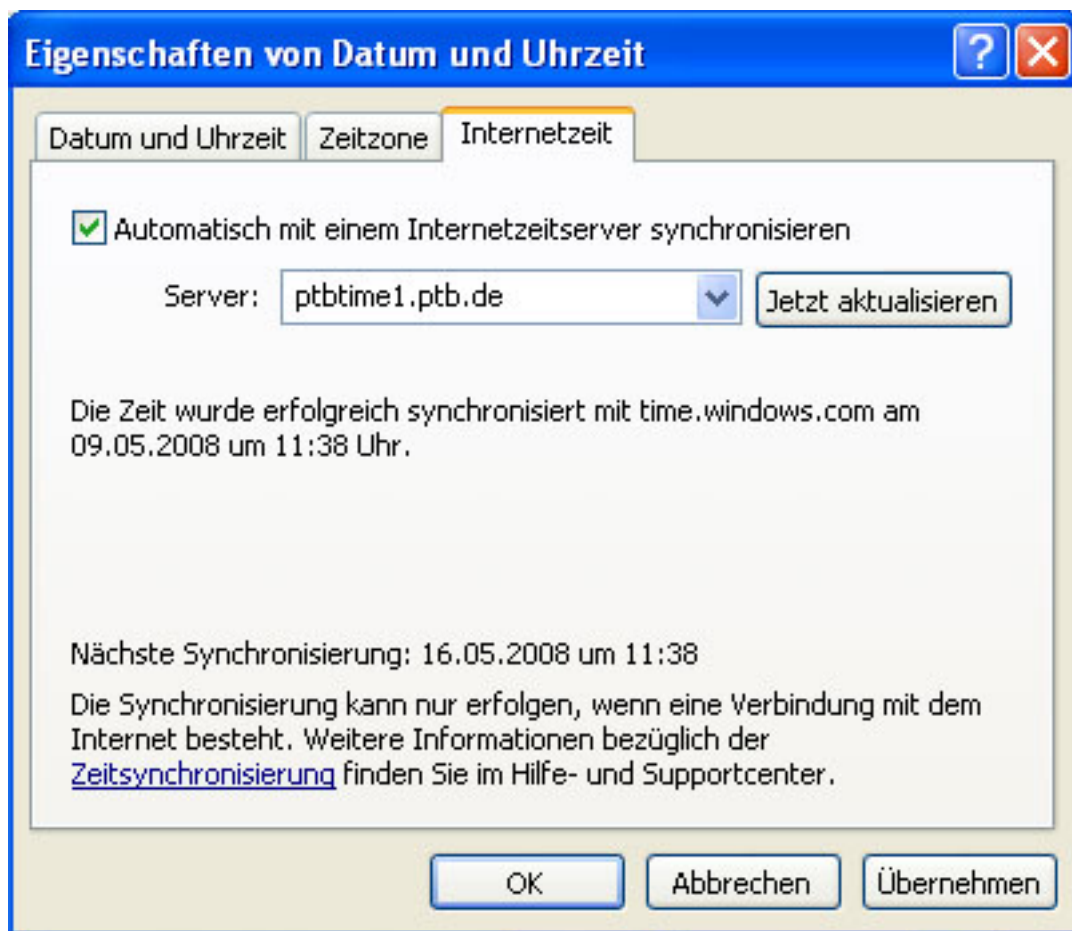 Eigenschaften von Datum und Uhrzeit
Datum und Uhrzeit Zeitzone Internetzeit
Automatisch mit einem Internetzeitserver synchronisieren
Server: ptbtime1.ptb.de Jetzt aktualisieren
Die Zeit wurde erfolgreich synchronisiert mit time.windows.com am
09.05.2008 um 11:38 Uhr.
Nächste Synchronisierung: 16.05.2008 um 11:38
Die Synchronisierung kann nur erfolgen, wenn eine Verbindung mit dem
Internet besteht. Weitere Informationen bezüglich der
Zeitsynchronisierung finden Sie im Hilfe- und Supportcenter.
OK Abbrechen Übernehmen